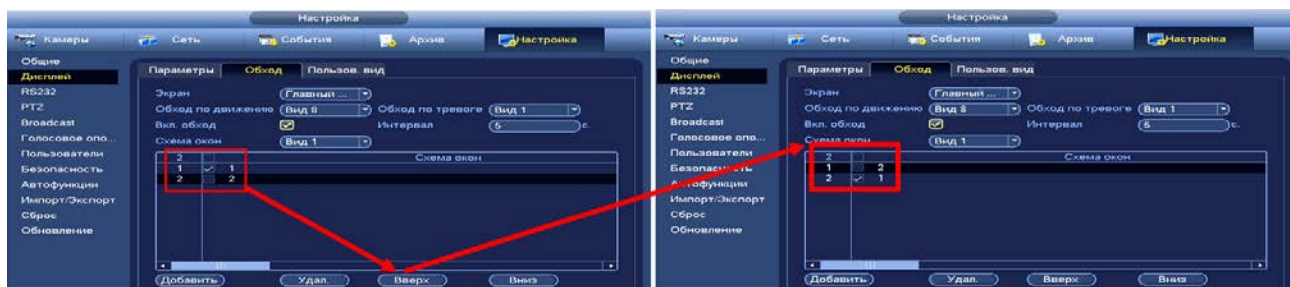 Настройка
Камеры Сеть События Архив Настройка
Общие
Дисплей
RS232
PTZ
Broadcast
Голосовое опо...
Пользователи
Безопасность
Автофункции
Импорт/Экспорт
Сброс
Обновление
Параметры Обход Пользов. вид
Экран Главный ...
Обход по движению Вид 8 Обход по тревоге Вид 1
Вкл. обход Интервал 5 с.
Схема окон Вид 1
2 Схема окон
1 1
2 2
Добавить Удал. Вверх Вниз
Настройка
Камеры Сеть События Архив Настройка
Общие
Дисплей
RS232
PTZ
Broadcast
Голосовое опо...
Пользователи
Безопасность
Автофункции
Импорт/Экспорт
Сброс
Обновление
Параметры Обход Пользов. вид
Экран Главный ...
Обход по движению Вид 8 Обход по тревоге Вид 1
Вкл. обход Интервал 5 с.
Схема окон Вид 1
2 Схема окон
1 2
2 1
Добавить Удал. Вверх Вниз